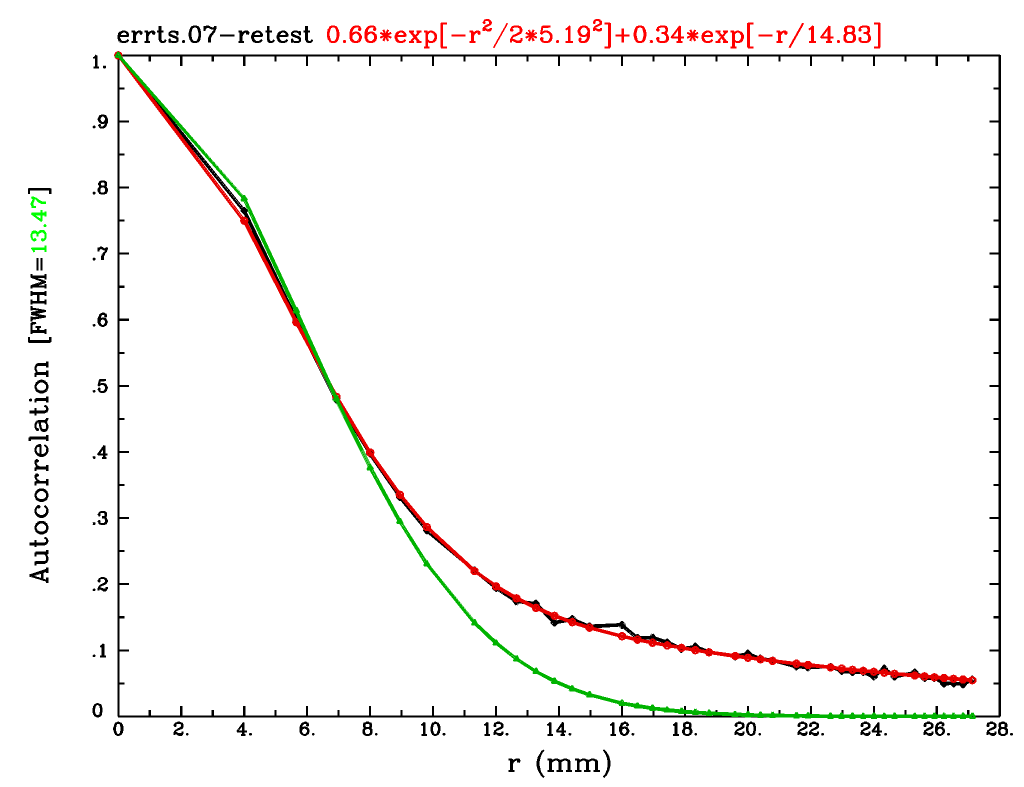 errts.07-retest 0.66*exp[-r²/2*5.19²]+0.34*exp[-r/14.83]
1.
.9
.8
.7
.6
.5
.4
.3
.2
.1
0
Autocorrelation [FWHM=13.47]
0 2. 4. 6. 8. 10. 12. 14. 16. 18. 20. 22. 24. 26. 28.
r (mm)